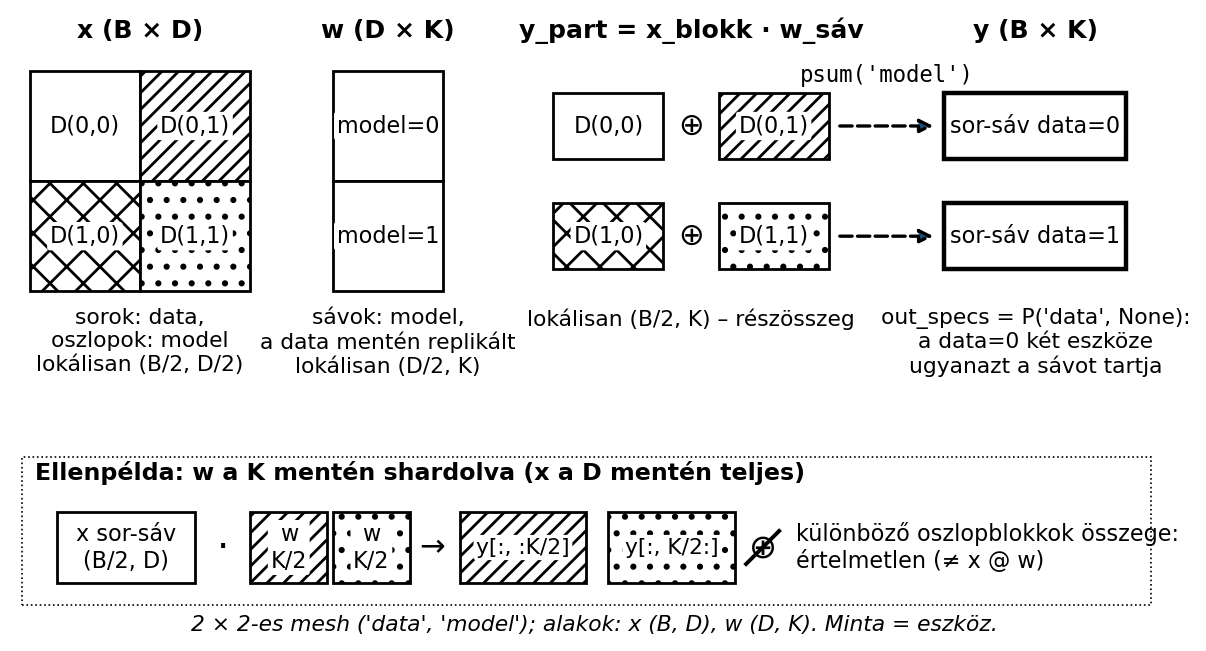 x (B × D)
w (D × K)
y_part = x_blokk · w_sáv
y (B × K)
psum('model')
D(0,0)
D(0,1)
model=0
D(0,0)
⊕
D(0,1)
sor-sáv data=0
D(1,0)
D(1,1)
model=1
D(1,0)
⊕
D(1,1)
sor-sáv data=1
sorok: data,
oszlopok: model
lokálisan (B/2, D/2)
sávok: model,
a data mentén replikált
lokálisan (D/2, K)
lokálisan (B/2, K) – részösszeg
out_specs = P('data', None):
a data=0 két eszköze
ugyanazt a sávot tartja
Ellenpélda: w a K mentén shardolva (x a D mentén teljes)
x sor-sáv
(B/2, D)
·
w
K/2
w
K/2
→
y[:, :K/2]
y[:, K/2:]
⊕
különböző oszlopblokkok összege:
értelmetlen (≠ x @ w)
2 × 2-es mesh ('data', 'model'); alakok: x (B, D), w (D, K). Minta = eszköz.